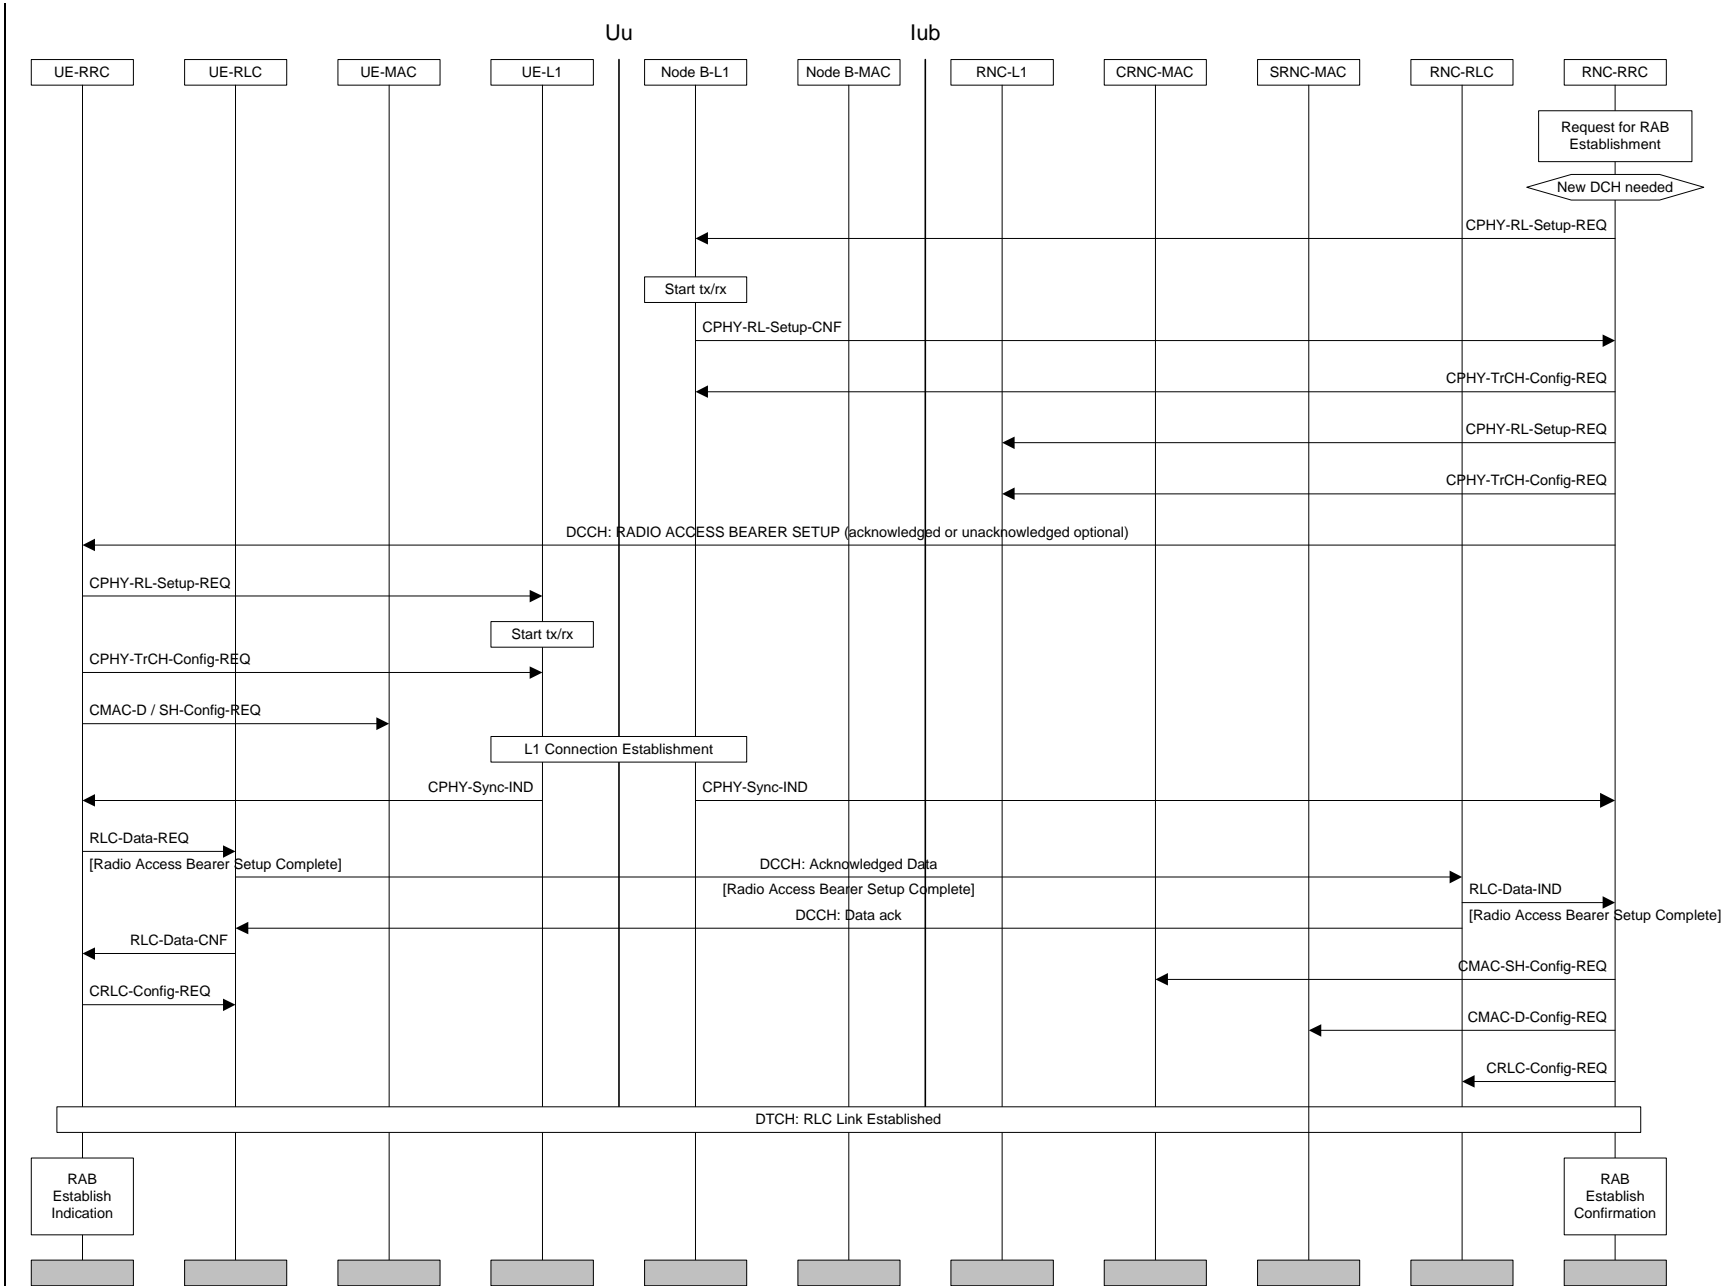 Uu
Iub
UE-RRC
UE-RLC
UE-MAC
UE-L1
Node B-L1
Node B-MAC
RNC-L1
CRNC-MAC
SRNC-MAC
RNC-RLC
RNC-RRC
Request for RAB
Establishment
New DCH needed
CPHY-RL-Setup-REQ
Start tx/rx
CPHY-RL-Setup-CNF
CPHY-TrCH-Config-REQ
CPHY-RL-Setup-REQ
CPHY-TrCH-Config-REQ
DCCH: RADIO ACCESS BEARER SETUP (acknowledged or unacknowledged optional)
CPHY-RL-Setup-REQ
Start tx/rx
CPHY-TrCH-Config-REQ
CMAC-D / SH-Config-REQ
L1 Connection Establishment
CPHY-Sync-IND
CPHY-Sync-IND
RLC-Data-REQ
[Radio Access Bearer Setup Complete]
DCCH: Acknowledged Data
[Radio Access Bearer Setup Complete]
RLC-Data-IND
[Radio Access Bearer Setup Complete]
DCCH: Data ack
RLC-Data-CNF
CMAC-SH-Config-REQ
CRLC-Config-REQ
CMAC-D-Config-REQ
CRLC-Config-REQ
DTCH: RLC Link Established
RAB
Establish
Indication
RAB
Establish
Confirmation